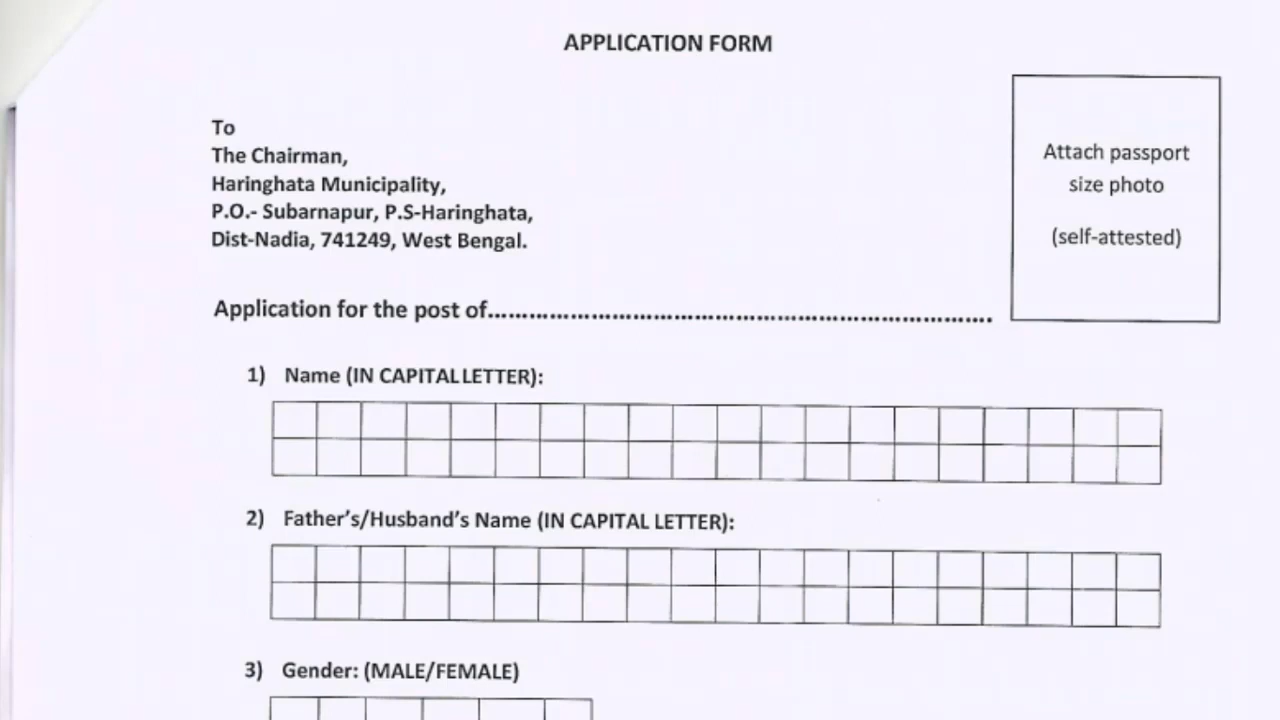 APPLICATION FORM
To
The Chairman,
Haringhata Municipality,
P.O.- Subarnapur, P.S-Haringhata,
Dist-Nadia, 741249, West Bengal.
Attach passport
size photo
(self-attested)
Application for the post of..............................................................................
1) Name (IN CAPITAL LETTER):
2) Father's/Husband's Name (IN CAPITAL LETTER):
3) Gender: (MALE/FEMALE)